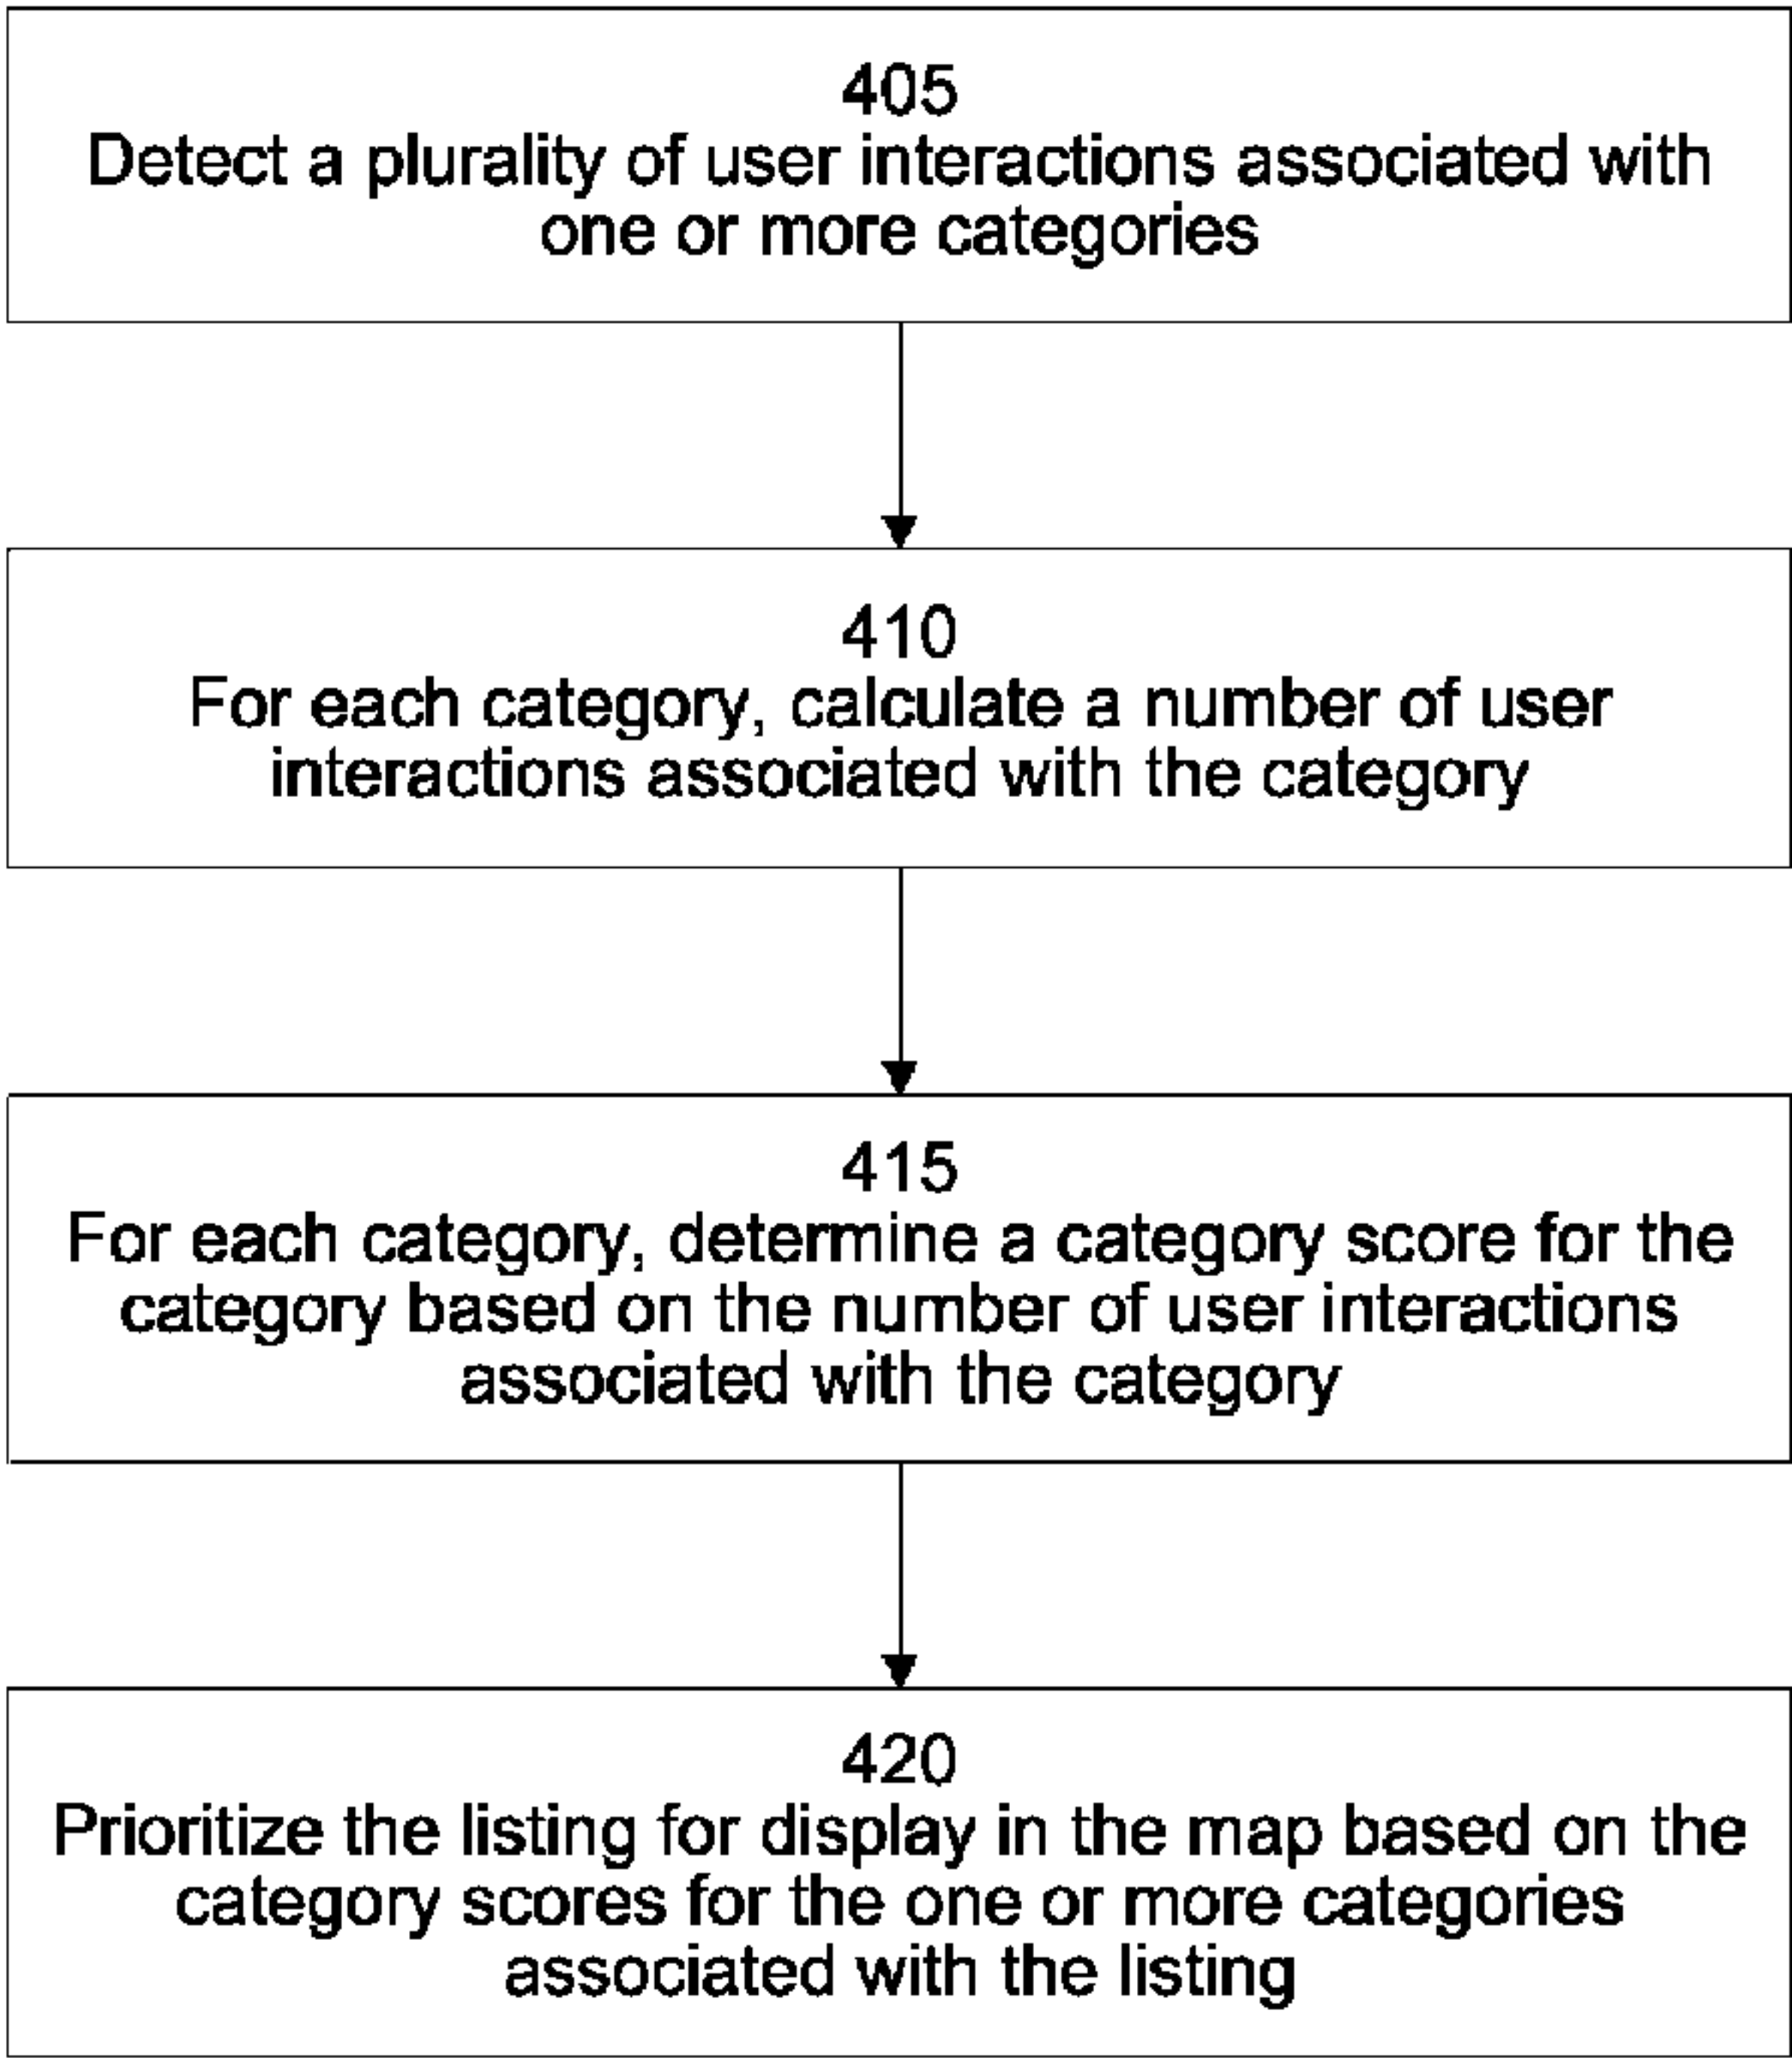 405
Detect a plurality of user interactions associated with
one or more categories
410
For each category, calculate a number of user
interactions associated with the category
415
For each category, determine a category score for the
category based on the number of user interactions
associated with the category
420
Prioritize the listing for display in the map based on the
category scores for the one or more categories
associated with the listing